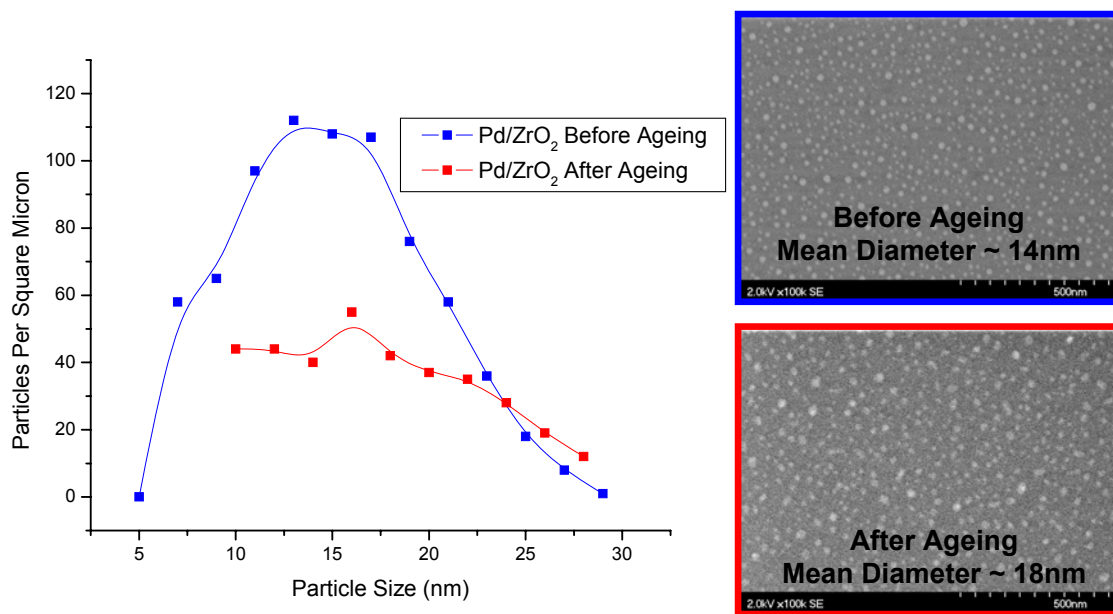 Particles Per Square Micron
120
100
80
60
40
20
0
5
10
15
20
25
30
Particle Size (nm)
Pd/ZrO₂ Before Ageing
Pd/ZrO₂ After Ageing
Before Ageing
Mean Diameter ~ 14nm
2.0kV x100k SE
500nm
After Ageing
Mean Diameter ~ 18nm
2.0kV x100k SE
500nm